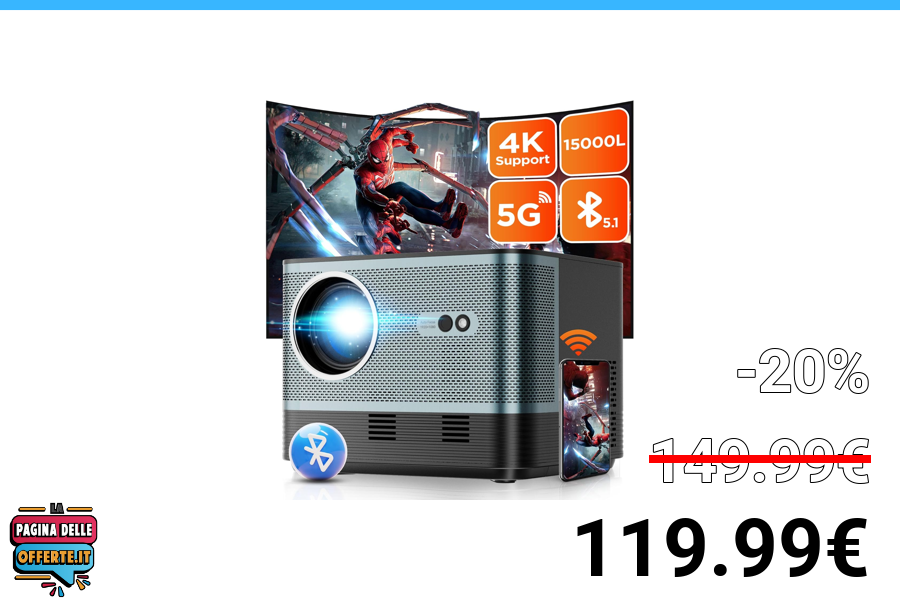 4K
Support
15000L
5G
5.1
-20%
149.99€
119.99€
LA
PAGINA DELLE
OFFERTE.IT